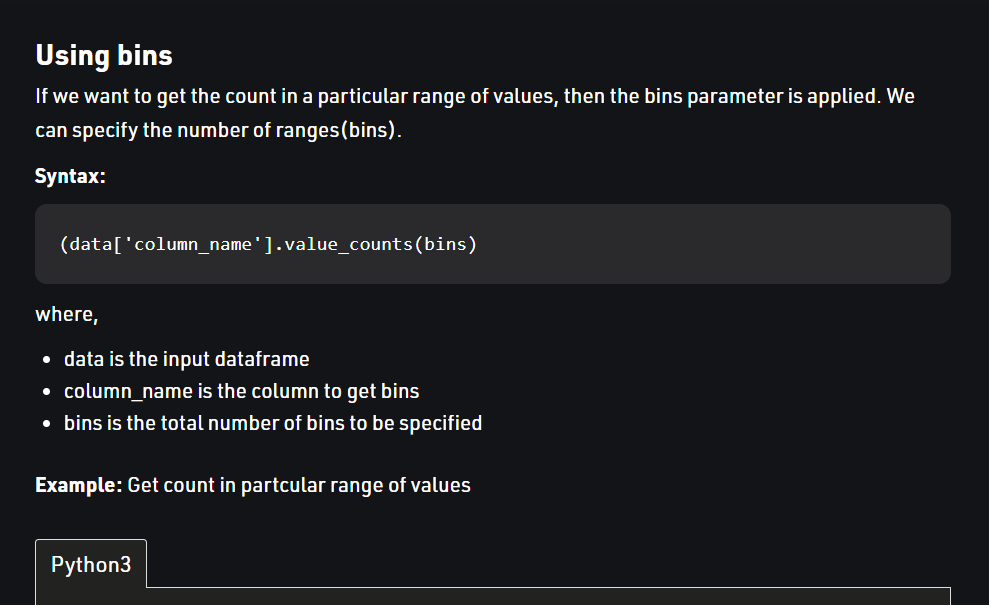 Using bins
If we want to get the count in a particular range of values, then the bins parameter is applied. We
can specify the number of ranges(bins).
Syntax:
(data['column_name'].value_counts(bins)
where,
• data is the input dataframe
• column_name is the column to get bins
• bins is the total number of bins to be specified
Example: Get count in partcular range of values
Python3